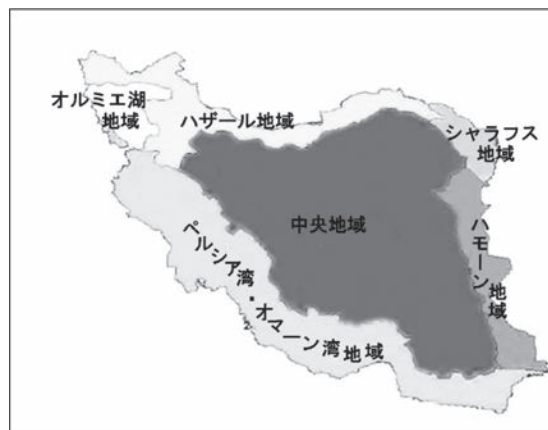 オルミエ湖
地域
ハザール地域
シャラフス
地域
中央地域
ハモーン地域
ペルシア湾・オマーン湾地域
2